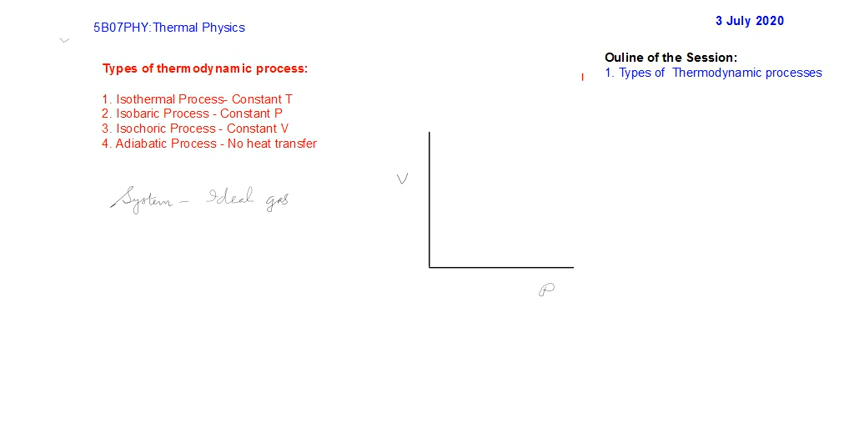 3 July 2020
5B07PHY:Thermal Physics
Ouline of the Session:
1. Types of Thermodynamic processes
Types of thermodynamic process:
1. Isothermal Process- Constant T
2. Isobaric Process - Constant P
3. Isochoric Process - Constant V
4. Adiabatic Process - No heat transfer
System - Ideal gas
V
P